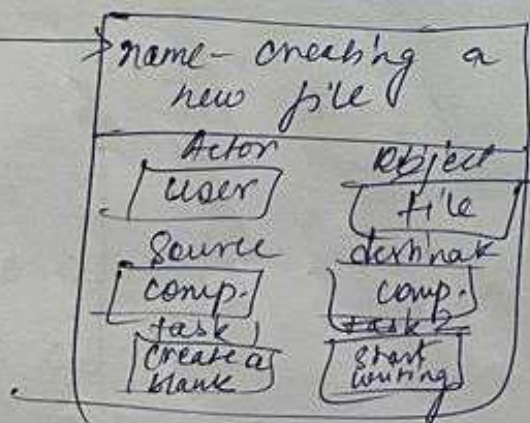 name - creating a
new file
Actor Object
user file
Source destinat
comp. comp.
task task 2
create a start
blank writing